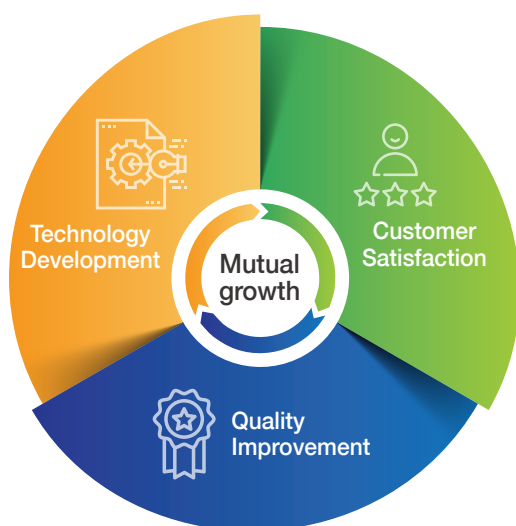 Technology
Development
Customer
Satisfaction
Mutual
growth
Quality
Improvement